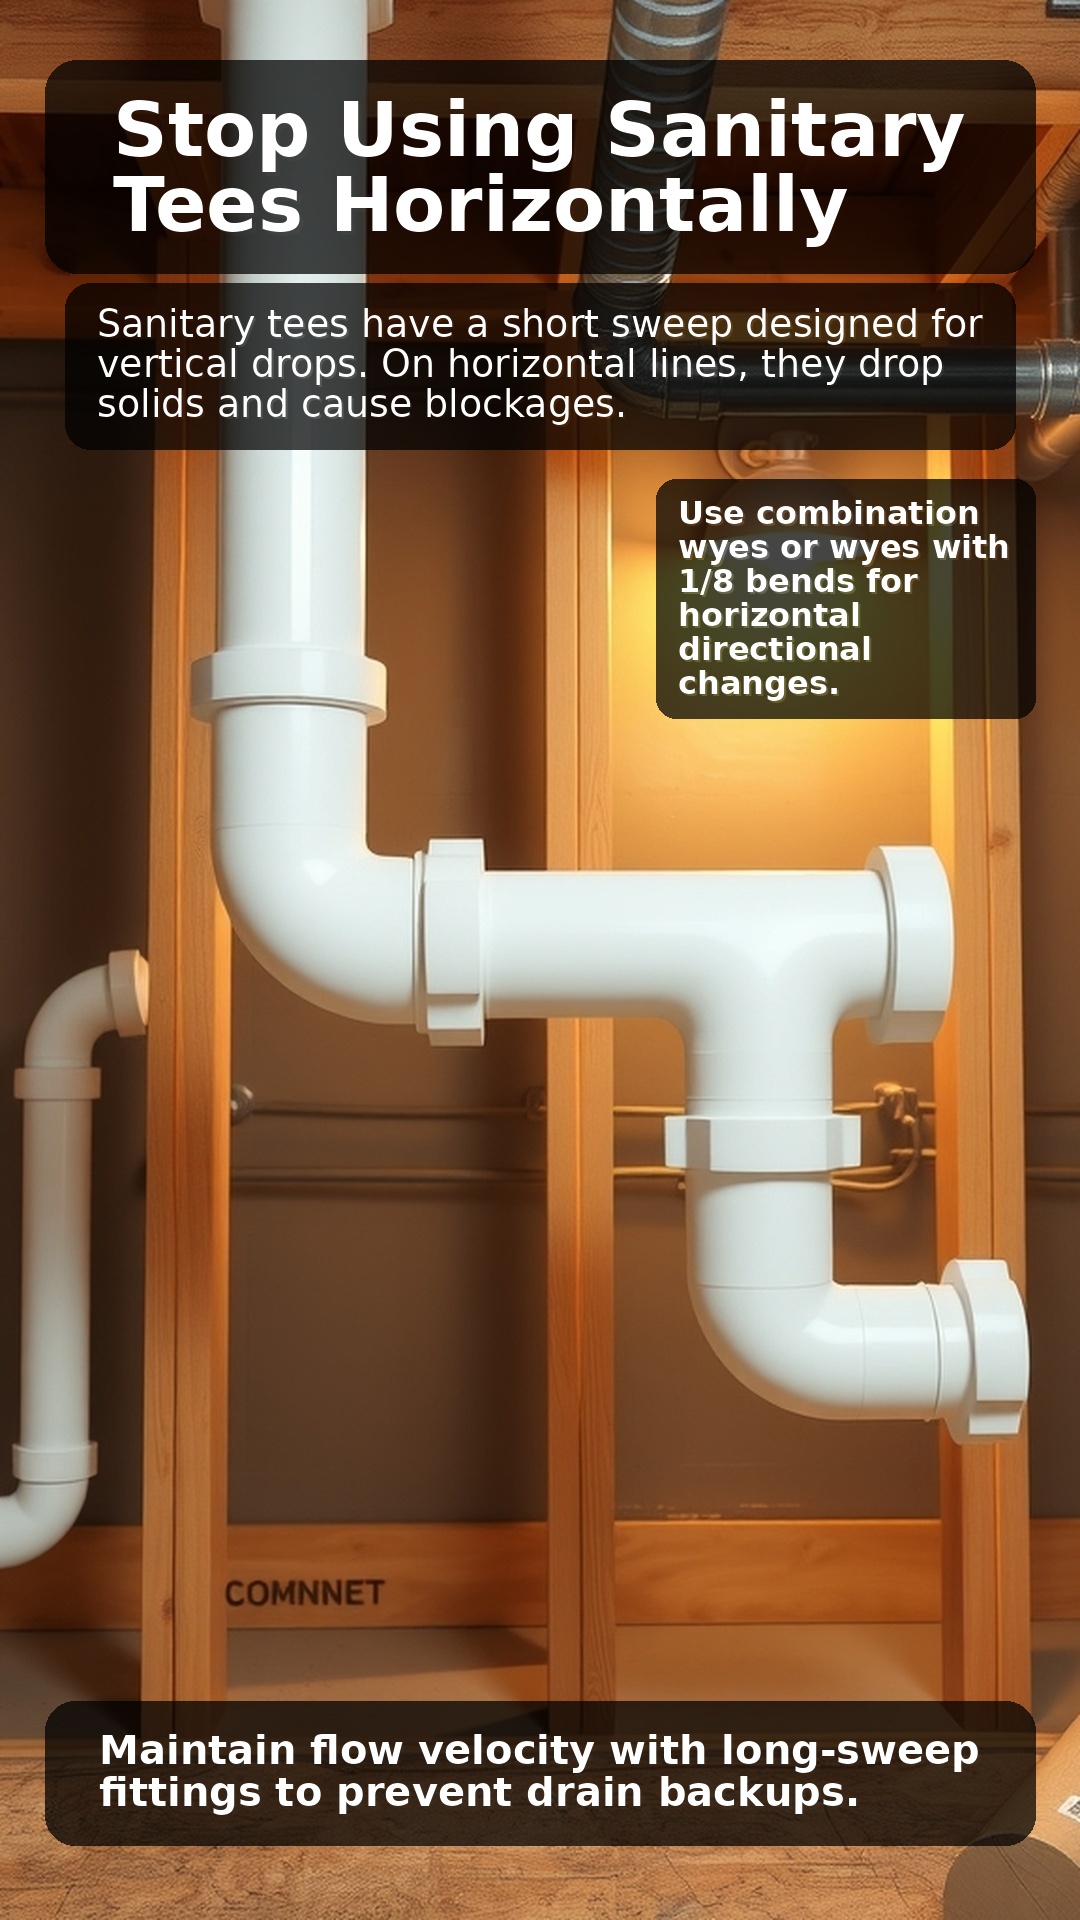 Stop Using Sanitary
Tees Horizontally
Sanitary tees have a short sweep designed for
vertical drops. On horizontal lines, they drop
solids and cause blockages.
Use combination
wyes or wyes with
1/8 bends for
horizontal
directional
changes.
COMNNET
Maintain flow velocity with long-sweep
fittings to prevent drain backups.